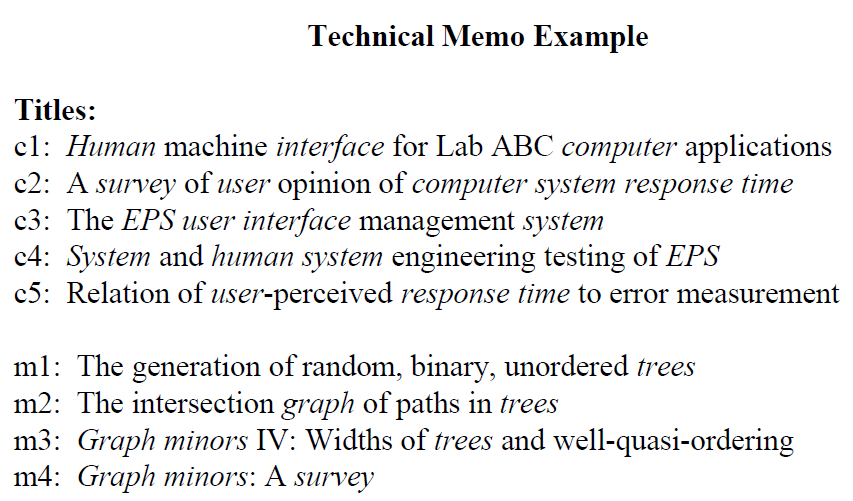 Technical Memo Example
Titles:
c1: Human machine interface for Lab ABC computer applications
c2: A survey of user opinion of computer system response time
c3: The EPS user interface management system
c4: System and human system engineering testing of EPS
c5: Relation of user-perceived response time to error measurement
m1: The generation of random, binary, unordered trees
m2: The intersection graph of paths in trees
m3: Graph minors IV: Widths of trees and well-quasi-ordering
m4: Graph minors: A survey